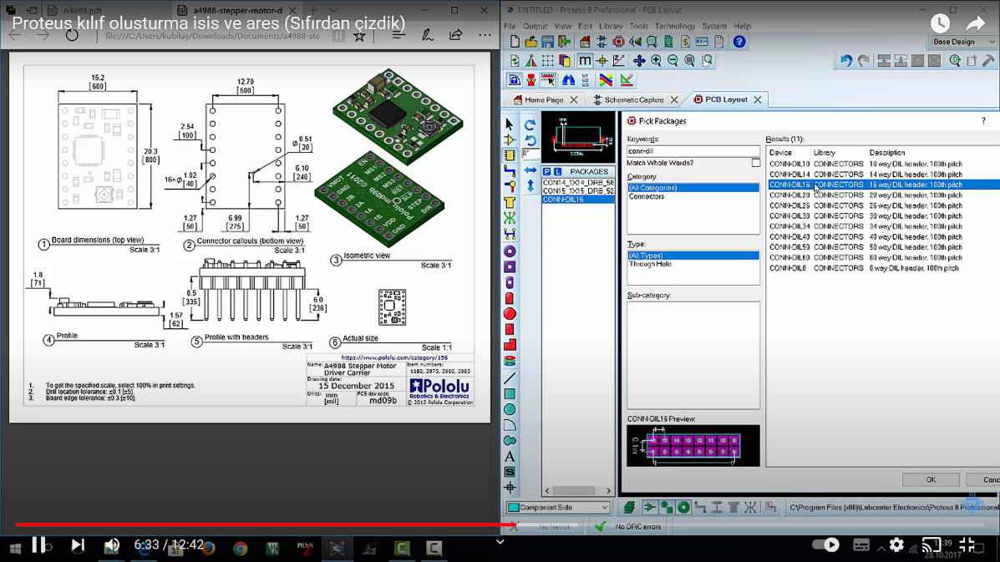 Proteus kılıf olusturma isis ve ares (Sıfırdan çizdik)
A4988.pdf
a4988-stepper-motor-d
file:///C:/Users/kubilay/Downloads/Documents/a4988-ste
15.2
[600]
12.70
[500]
2.54
[100]
0.51
[20]
16×
1.02
[40]
6.10
[240]
20.3
[800]
1.27
[50]
6.99
[275]
1.27
[50]
1 Board dimensions (top view)
Scale 3:1
2 Connector callouts (bottom view)
Scale 3:1
3 Isometric view
Scale 3:1
VMOT
GND
2B
2A
1A
1B
VDD
GND
MS1
MS2
MS3
RST
SLP
STEP
DIR
md09b
2011
1.8
[71]
1.57
[62]
8.5
[335]
6.0
[236]
4 Profile
Scale 3:1
5 Profile with headers
Scale 3:1
6 Actual size
Scale 1:1
https://www.pololu.com/category/156
Name: A4988 Stepper Motor
Driver Carrier
Item numbers:
1182, 2975, 2980, 2985
Drawing date:
15 December 2015
Units: mm
[mil]
PCB dev code:
md09b
Pololu
Robotics & Electronics
© 2015 Pololu Corporation
1. To get the specified scale, select 100% in print settings.
2. Drill location tolerance: ±0.1 [±5].
3. Board edge tolerance: ±0.3 [±10].
UNTITLED - Proteus 8 Professional - PCB Layout
File Output View Edit Library Tools Technology System Help
Base Design
Home Page
Schematic Capture
PCB Layout
0°
P L PACKAGES
CON14_1X14_DRB_58
CON15_1X15_DRB_52
CONN-DIL16
Pick Packages
?
Keywords:
conn-dil
Match Whole Words?
Category:
(All Categories)
Connectors
Type:
(All Types)
Through Hole
Sub-category:
CONN-DIL16 Preview:
0.1in
Results (11):
Device Library Description
CONN-DIL10 CONNECTORS 10 way DIL header, 100th pitch
CONN-DIL14 CONNECTORS 14 way DIL header, 100th pitch
CONN-DIL16 CONNECTORS 16 way DIL header, 100th pitch
CONN-DIL20 CONNECTORS 20 way DIL header, 100th pitch
CONN-DIL26 CONNECTORS 26 way DIL header, 100th pitch
CONN-DIL30 CONNECTORS 30 way DIL header, 100th pitch
CONN-DIL34 CONNECTORS 34 way DIL header, 100th pitch
CONN-DIL40 CONNECTORS 40 way DIL header, 100th pitch
CONN-DIL50 CONNECTORS 50 way DIL header, 100th pitch
CONN-DIL60 CONNECTORS 60 way DIL header, 100th pitch
CONN-DIL8 CONNECTORS 8 way DIL header, 100th pitch
OK
Canc
Component Side
C:\Program Files (x86)\Labcenter Electronics\Proteus 8 Professional
No Netlist
No DRC errors
6:33 / 12:42
28.10.2017